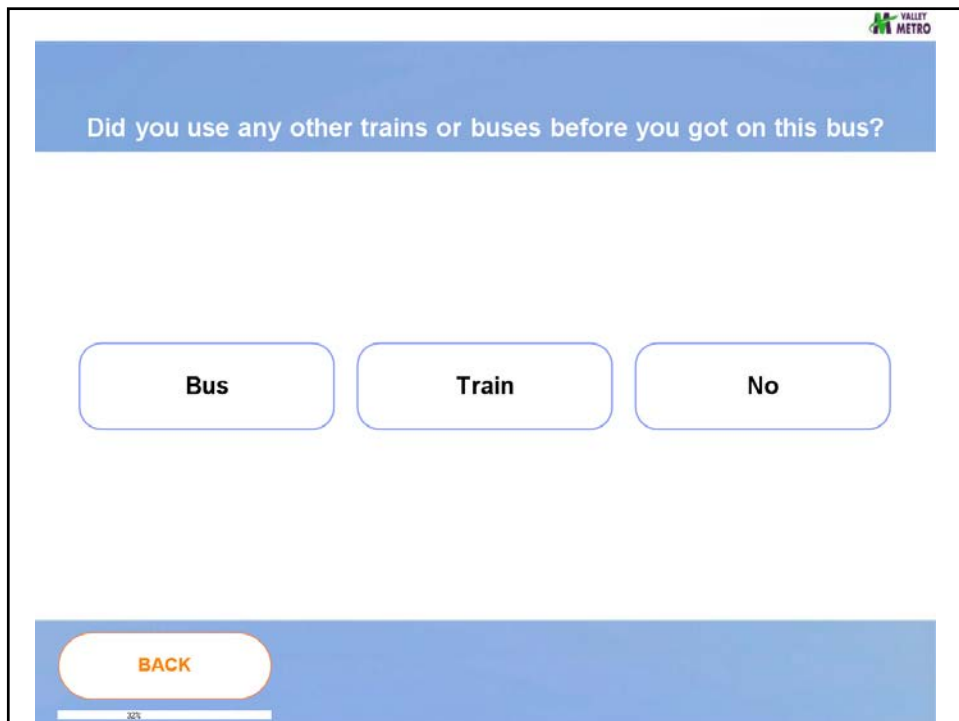 VALLEY
METRO
Did you use any other trains or buses before you got on this bus?
Bus Train No
BACK
32%